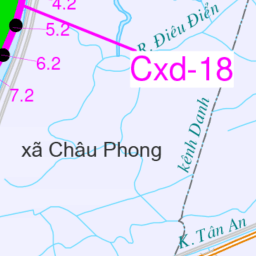 4.2
5.2
R. Điêu Điển
Cxd-18
6.2
7.2
kênh Danh
xã Châu Phong
K. Tân An